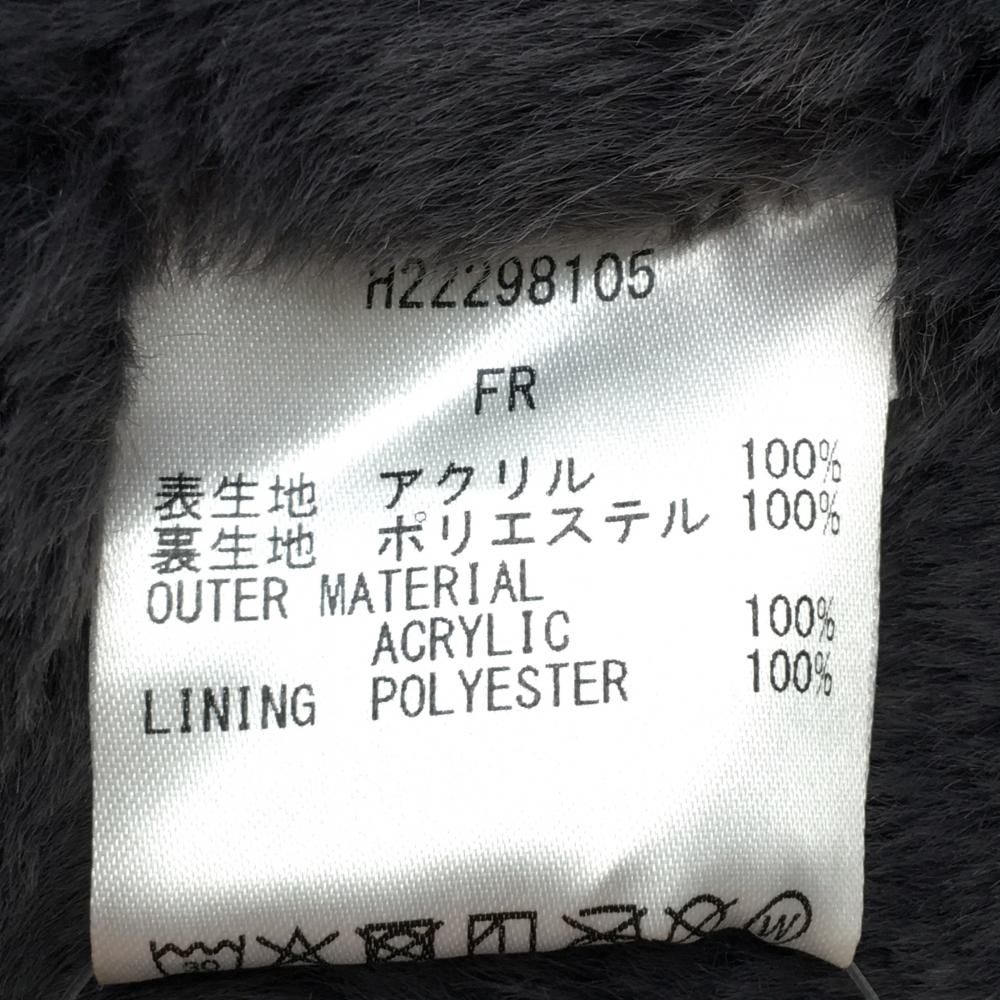 H22298105
FR
表生地 アクリル 100%
裏生地 ポリエステル 100%
OUTER MATERIAL
ACRYLIC 100%
LINING POLYESTER 100%
30
W